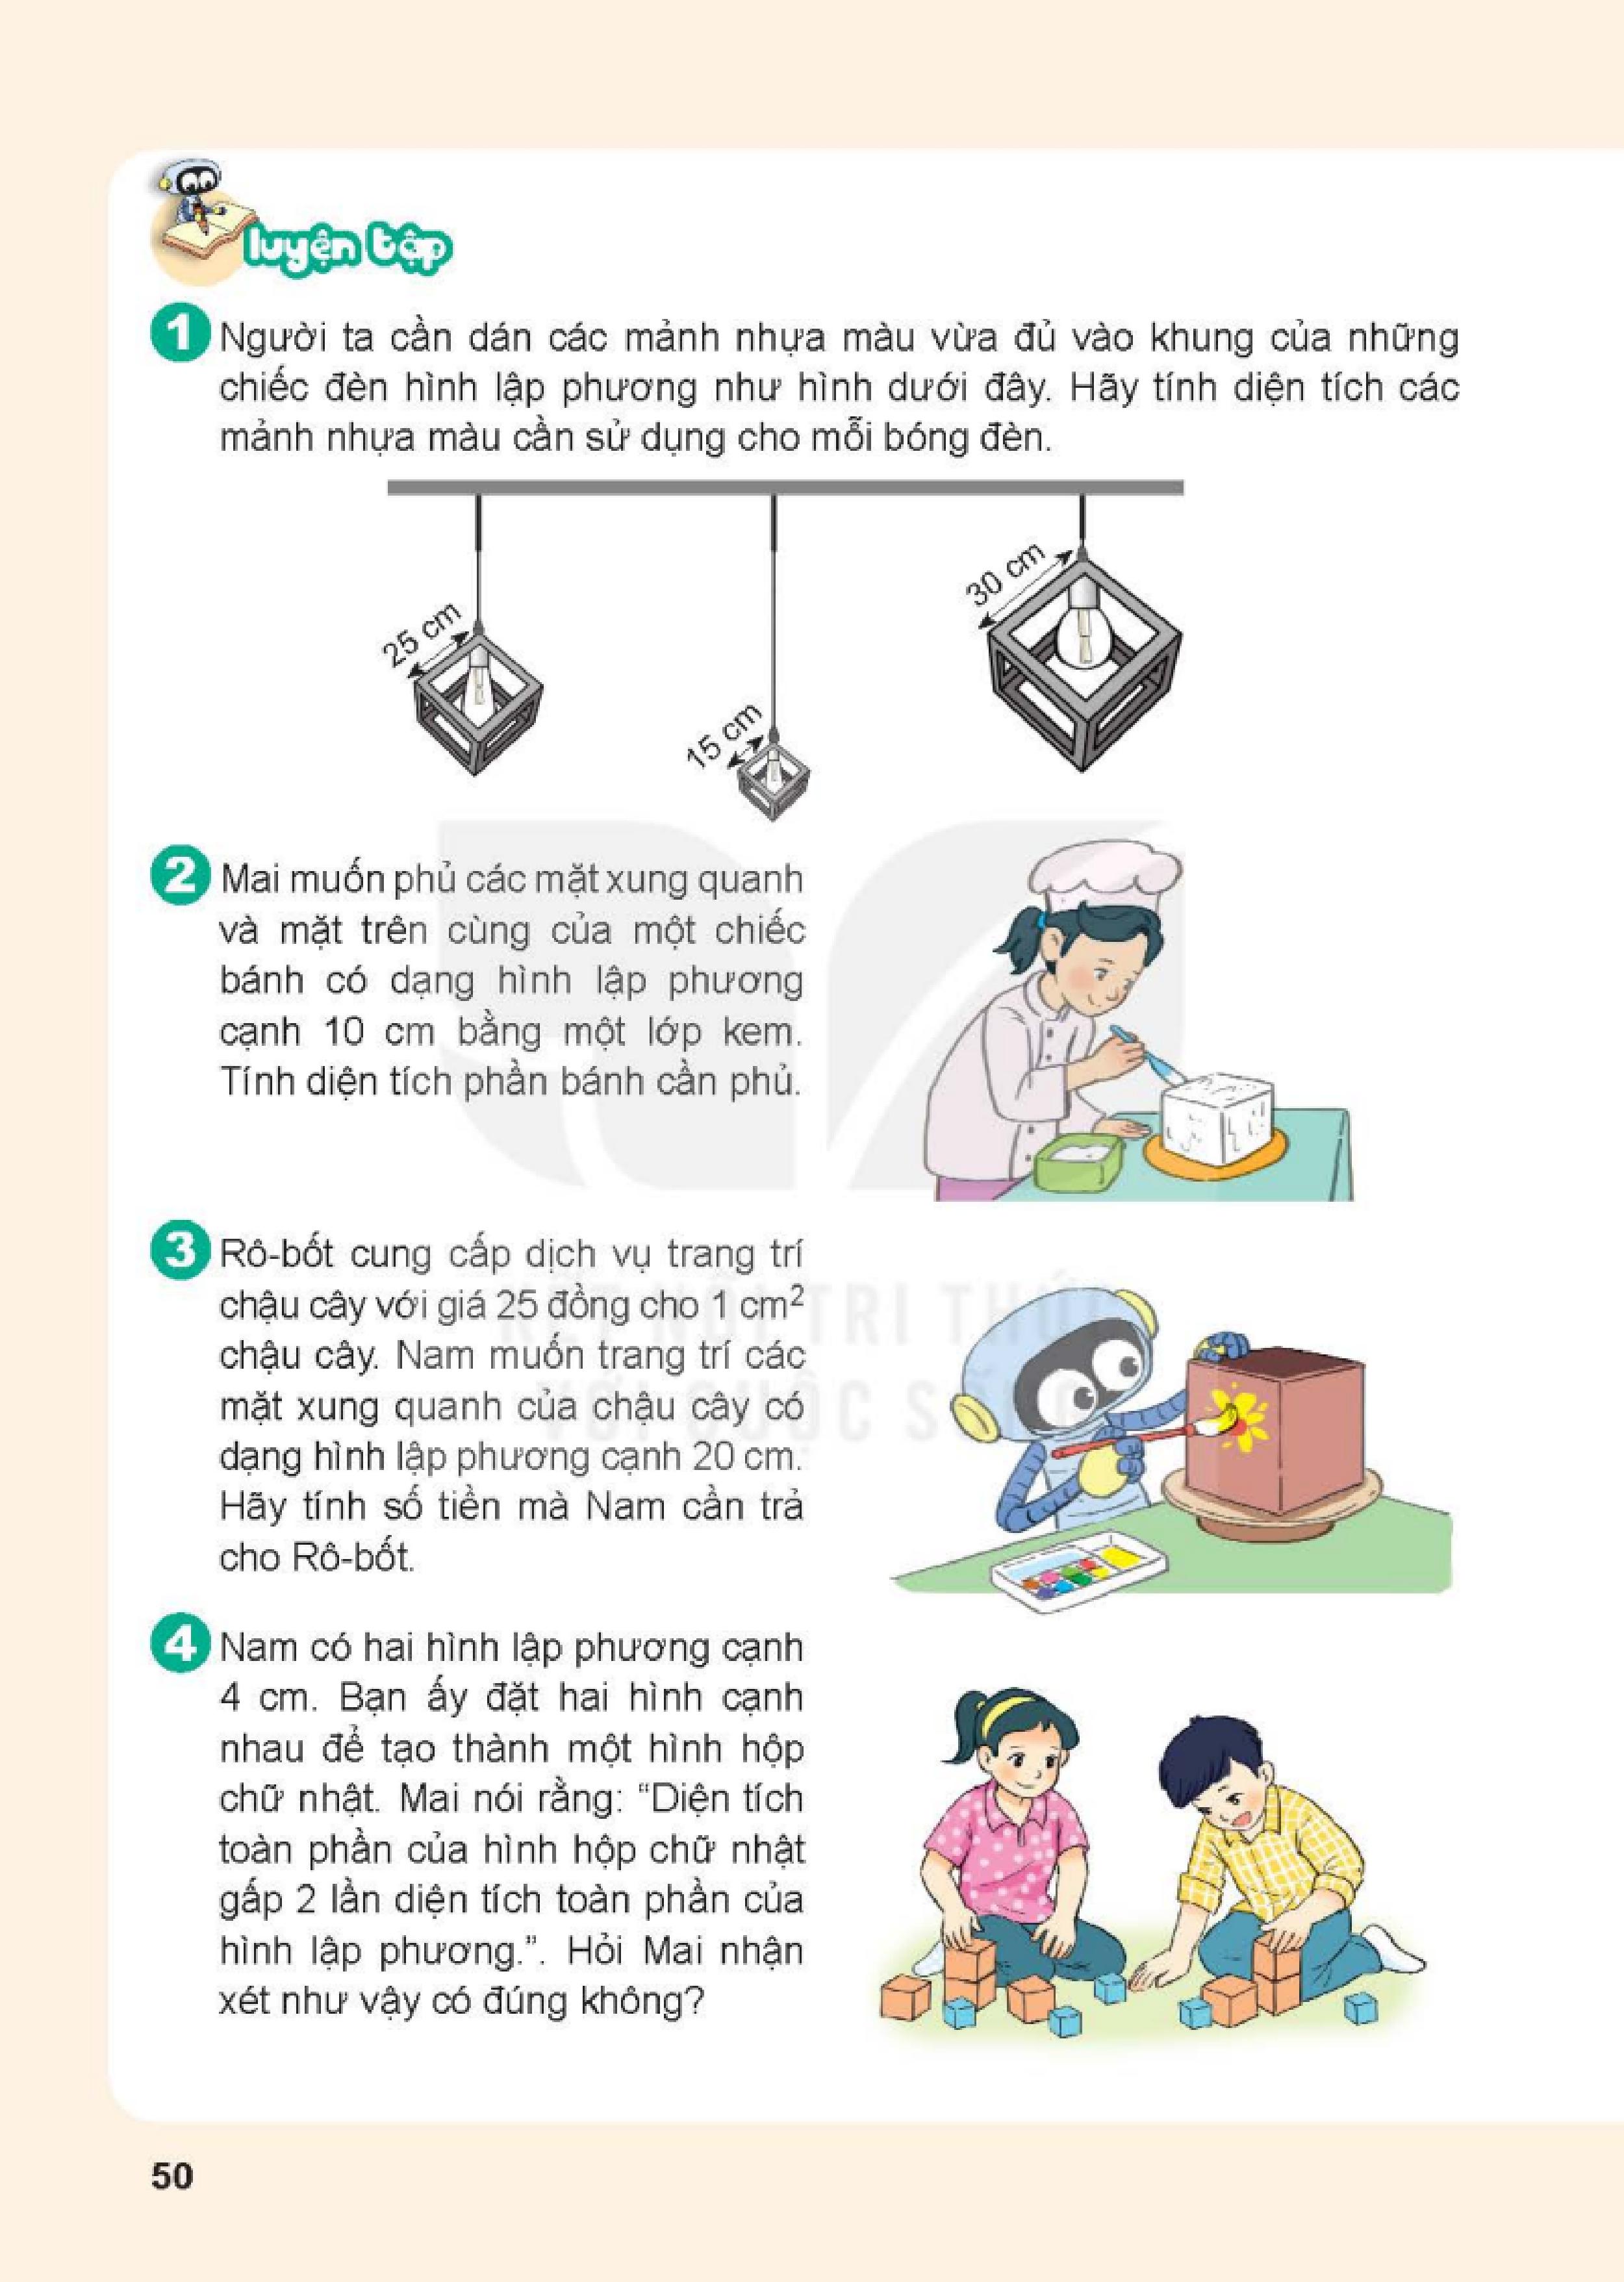 luyện tập
1 Người ta cần dán các mảnh nhựa màu vừa đủ vào khung của những
chiếc đèn hình lập phương như hình dưới đây. Hãy tính diện tích các
mảnh nhựa màu cần sử dụng cho mỗi bóng đèn.
25 cm
15 cm
30 cm
2 Mai muốn phủ các mặt xung quanh
và mặt trên cùng của một chiếc
bánh có dạng hình lập phương
cạnh 10 cm bằng một lớp kem.
Tính diện tích phần bánh cần phủ.
3 Rô-bốt cung cấp dịch vụ trang trí
chậu cây với giá 25 đồng cho 1 cm²
chậu cây. Nam muốn trang trí các
mặt xung quanh của chậu cây có
dạng hình lập phương cạnh 20 cm.
Hãy tính số tiền mà Nam cần trả
cho Rô-bốt.
KẾT NỐI TRI THỨC
VỚI CUỘC SỐNG
4 Nam có hai hình lập phương cạnh
4 cm. Bạn ấy đặt hai hình cạnh
nhau để tạo thành một hình hộp
chữ nhật. Mai nói rằng: “Diện tích
toàn phần của hình hộp chữ nhật
gấp 2 lần diện tích toàn phần của
hình lập phương.”. Hỏi Mai nhận
xét như vậy có đúng không?
50